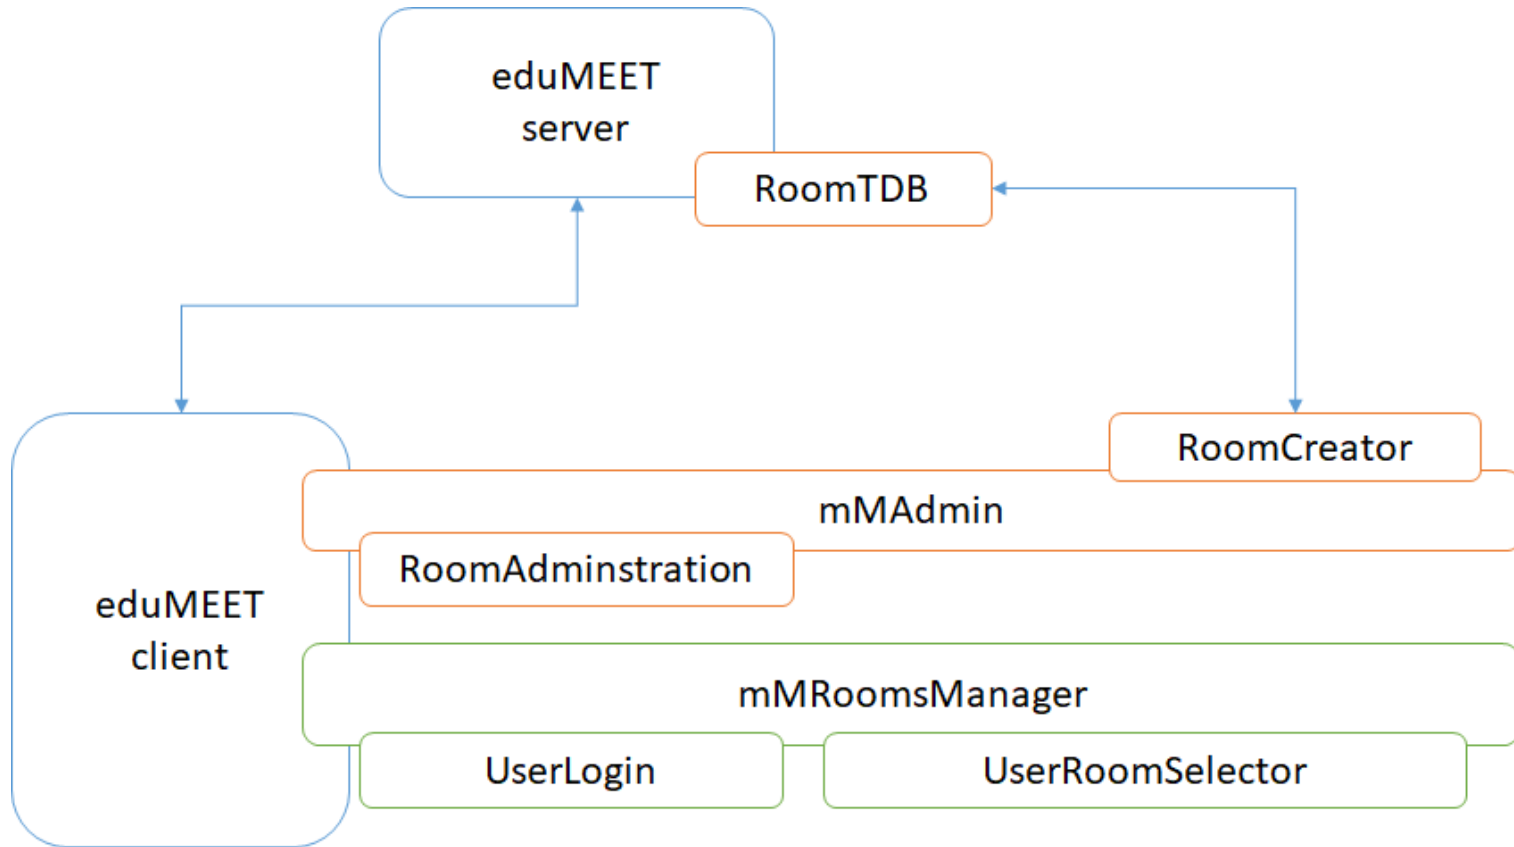 eduMEET
server
RoomTDB
RoomCreator
mMAdmin
RoomAdminstration
eduMEET
client
mMRoomsManager
UserLogin
UserRoomSelector